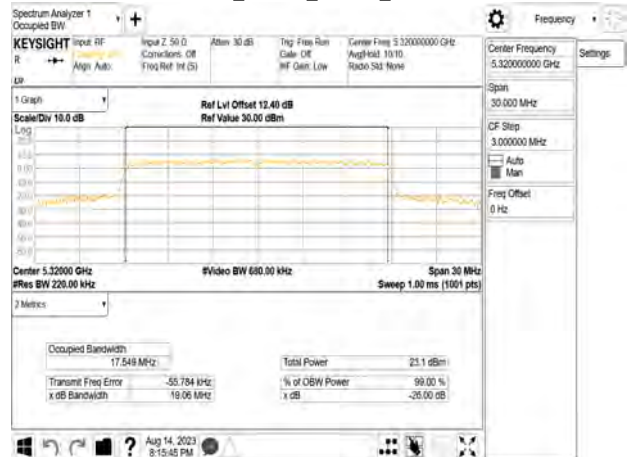 Spectrum Analyzer 1
Occupied BW
Frequency
KEYSIGHT
R
Input: RF
Align: Auto
Input Z: 50 Ω
Corrections: Off
Freq Ref: Int (S)
Atten: 30 dB
Trig: Free Run
Gate: Off
#IF Gain: Low
Center Freq: 5.320000000 GHz
Avg|Hold: 10/10
Radio Std: None
Center Frequency
5.320000000 GHz
Settings
Span
30.000 MHz
CF Step
3.000000 MHz
Auto
Man
Freq Offset
0 Hz
1 Graph
Scale/Div 10.0 dB
Log
Ref Lvl Offset 12.40 dB
Ref Value 30.00 dBm
Center 5.32000 GHz
#Res BW 220.00 kHz
#Video BW 680.00 kHz
Span 30 MHz
Sweep 1.00 ms (1001 pts)
2 Metrics
Occupied Bandwidth
17.549 MHz
Total Power 23.1 dBm
Transmit Freq Error -55.784 kHz
% of OBW Power 99.00 %
x dB Bandwidth 19.06 MHz
x dB -26.00 dB
?
Aug 14, 2023
8:15:45 PM